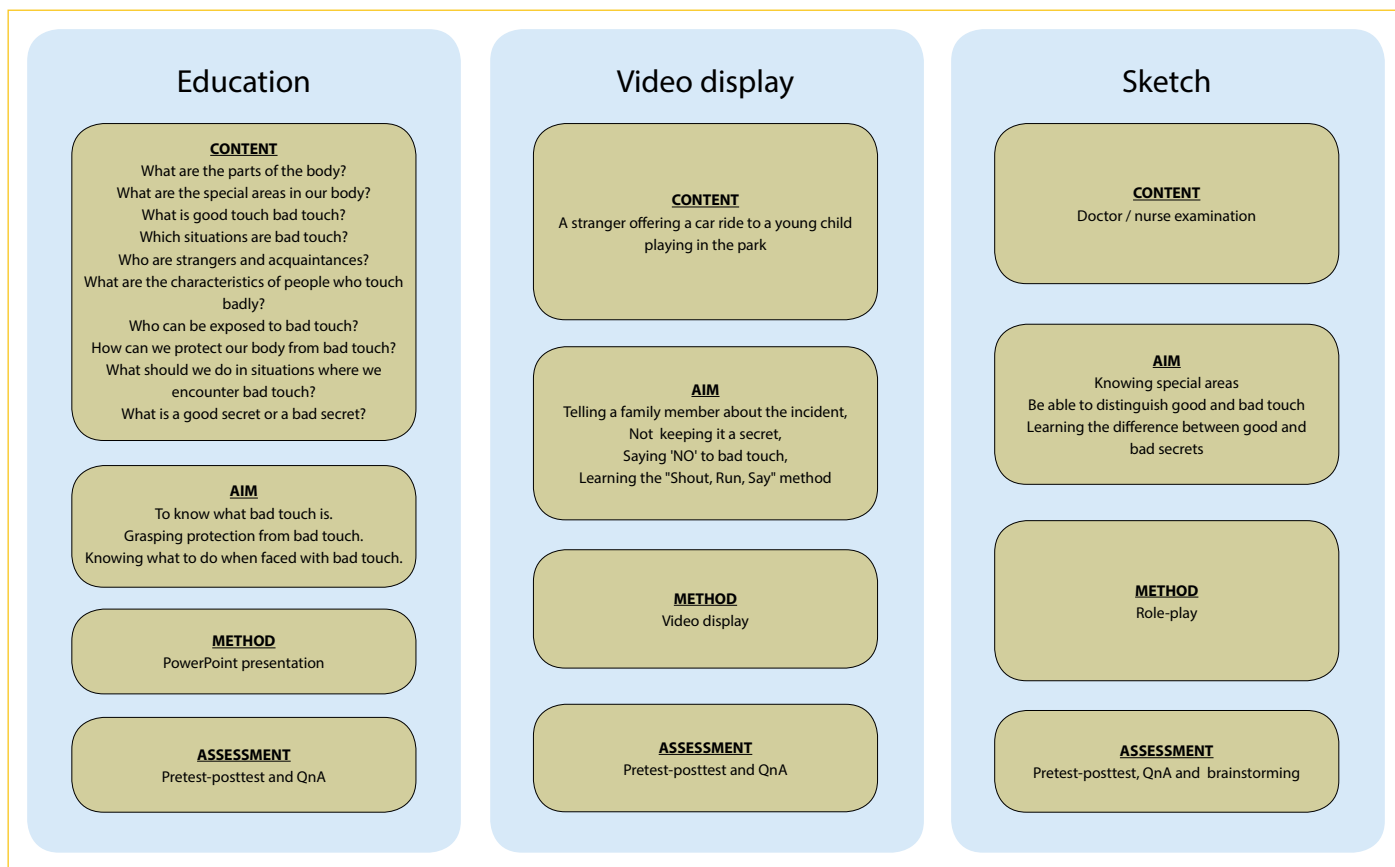 Education
CONTENT
What are the parts of the body?
What are the special areas in our body?
What is good touch bad touch?
Which situations are bad touch?
Who are strangers and acquaintances?
What are the characteristics of people who touch
badly?
Who can be exposed to bad touch?
How can we protect our body from bad touch?
What should we do in situations where we
encounter bad touch?
What is a good secret or a bad secret?
AIM
To know what bad touch is.
Grasping protection from bad touch.
Knowing what to do when faced with bad touch.
METHOD
PowerPoint presentation
ASSESSMENT
Pretest-posttest and QnA
Video display
CONTENT
A stranger offering a car ride to a young child
playing in the park
AIM
Telling a family member about the incident,
Not keeping it a secret,
Saying 'NO' to bad touch,
Learning the "Shout, Run, Say" method
METHOD
Video display
ASSESSMENT
Pretest-posttest and QnA
Sketch
CONTENT
Doctor / nurse examination
AIM
Knowing special areas
Be able to distinguish good and bad touch
Learning the difference between good and
bad secrets
METHOD
Role-play
ASSESSMENT
Pretest-posttest, QnA and brainstorming